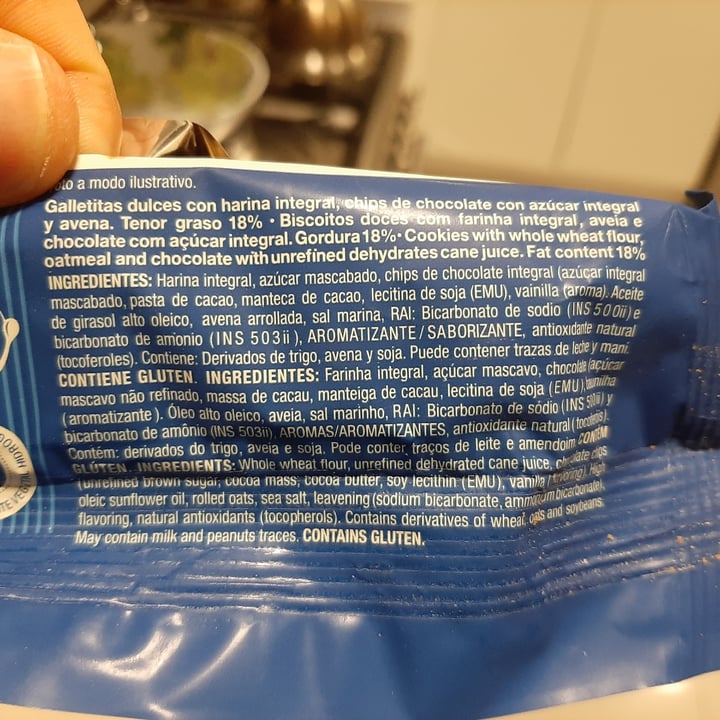 a modo ilustrativo.
Galletitas dulces con harina integral, chips de chocolate con azúcar integral
y avena. Tenor graso 18% • Biscoitos doces com farinha integral, aveia e
chocolate com açúcar integral. Gordura 18% • Cookies with whole wheat flour,
oatmeal and chocolate with unrefined dehydrates cane juice. Fat content 18%
INGREDIENTES: Harina integral, azúcar mascabado, chips de chocolate integral (azúçar integral
mascabado, pasta de cacao, manteca de cacao, lecitina de soja (EMU), vainilla (aroma). Aceite
de girasol alto oleico, avena arrollada, sal marina, RAI: Bicarbonato de sodio (INS 500ii) e
bicarbonato de amonio (INS 503ii), AROMATIZANTE / SABORIZANTE, antioxidante natural
(tocoferoles). Contiene: Derivados de trigo, avena y soja. Puede contener trazas de leche y maní.
CONTIENE GLUTEN. INGREDIENTES: Farinha integral, açúcar mascavo, chocolate (açúcar
mascavo não refinado, massa de cacau, manteiga de cacau, lecitina de soja (EMU),
(aromatizante). Óleo alto oleico, aveia, sal marinho, RAI: Bicarbonato de sódio (INS 500ii) y
bicarbonato de amônio (INS 503ii), AROMAS/AROMATIZANTES, antioxidante natural
Contém: derivados do trigo, aveia e soja. Pode conter traços de leite e amendoim CONTÉM
GLÚTEN. INGREDIENTS: Whole wheat flour, unrefined dehydrated cane juice, chocolate clips
(unrefined brown sugar, cocoa mass, cocoa butter, soy lecithin (EMU), vanilla High
oleic sunflower oil, rolled oats, sea salt, leavening (sodium bicarbonate, ammonium bicarbonate),
flavoring, natural antioxidants (tocopherols). Contains derivatives of wheat, oats and soybeans.
May contain milk and peanuts traces. CONTAINS GLUTEN.